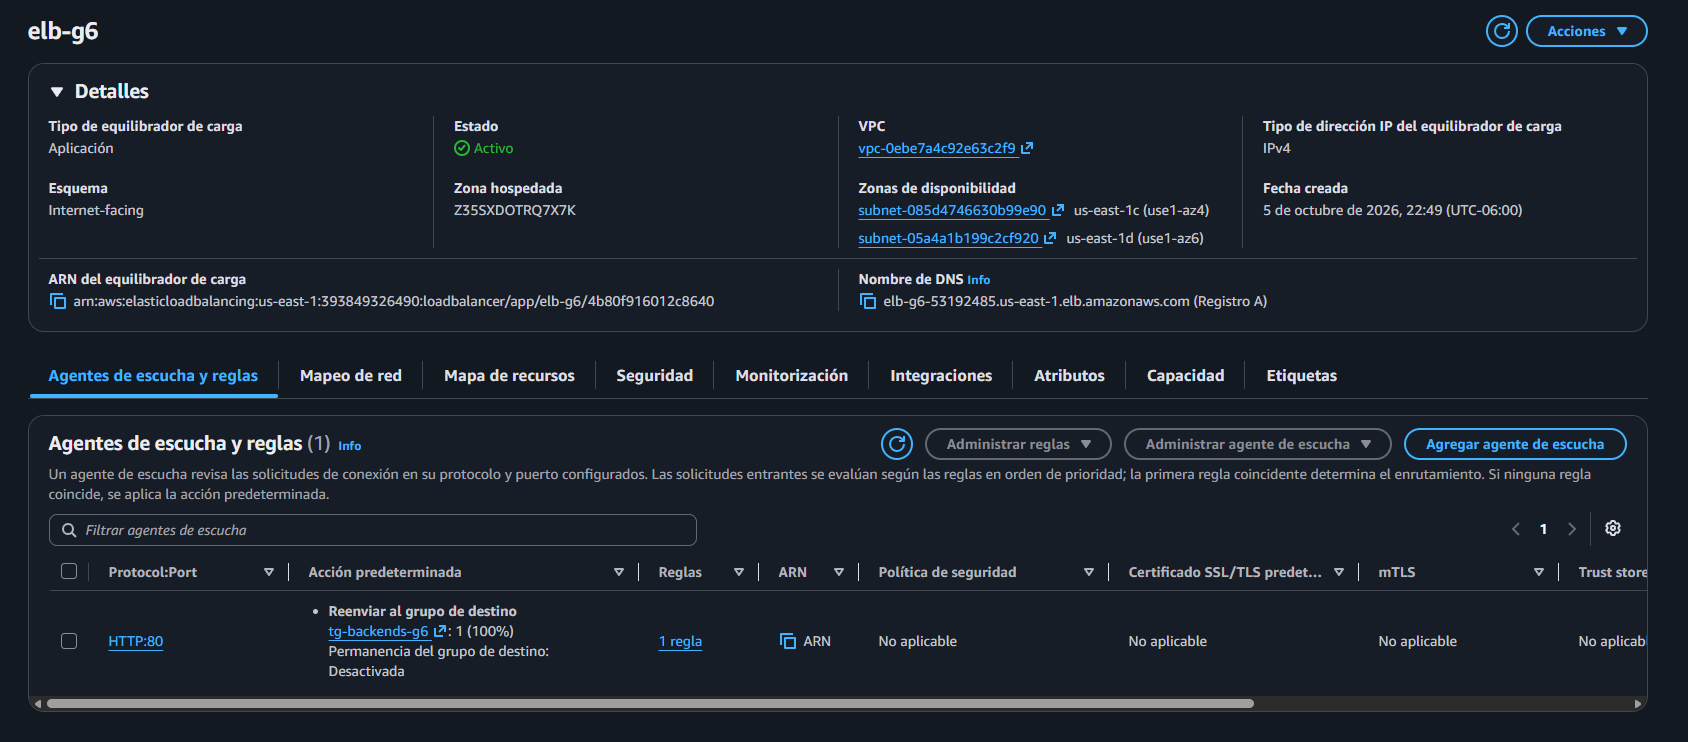 elb-g6
Acciones
Detalles
Tipo de equilibrador de carga
Aplicación
Estado
Activo
VPC
vpc-0ebe7a4c92e63c2f9
Tipo de dirección IP del equilibrador de carga
IPv4
Esquema
Internet-facing
Zona hospedada
Z35SXDOTRQ7X7K
Zonas de disponibilidad
subnet-085d4746630b99e90 us-east-1c (use1-az4)
subnet-05a4a1b199c2cf920 us-east-1d (use1-az6)
Fecha creada
5 de octubre de 2026, 22:49 (UTC-06:00)
ARN del equilibrador de carga
arn:aws:elasticloadbalancing:us-east-1:393849326490:loadbalancer/app/elb-g6/4b80f916012c8640
Nombre de DNS Info
elb-g6-53192485.us-east-1.elb.amazonaws.com (Registro A)
Agentes de escucha y reglas
Mapeo de red
Mapa de recursos
Seguridad
Monitorización
Integraciones
Atributos
Capacidad
Etiquetas
Agentes de escucha y reglas (1) Info
Administrar reglas
Administrar agente de escucha
Agregar agente de escucha
Un agente de escucha revisa las solicitudes de conexión en su protocolo y puerto configurados. Las solicitudes entrantes se evalúan según las reglas en orden de prioridad; la primera regla coincidente determina el enrutamiento. Si ninguna regla
coincide, se aplica la acción predeterminada.
Filtrar agentes de escucha
1
Protocol:Port
Acción predeterminada
Reglas
ARN
Política de seguridad
Certificado SSL/TLS predet...
mTLS
Trust store
HTTP:80
• Reenviar al grupo de destino
tg-backends-g6 : 1 (100%)
Permanencia del grupo de destino:
Desactivada
1 regla
ARN
No aplicable
No aplicable
No aplicable
No aplicab